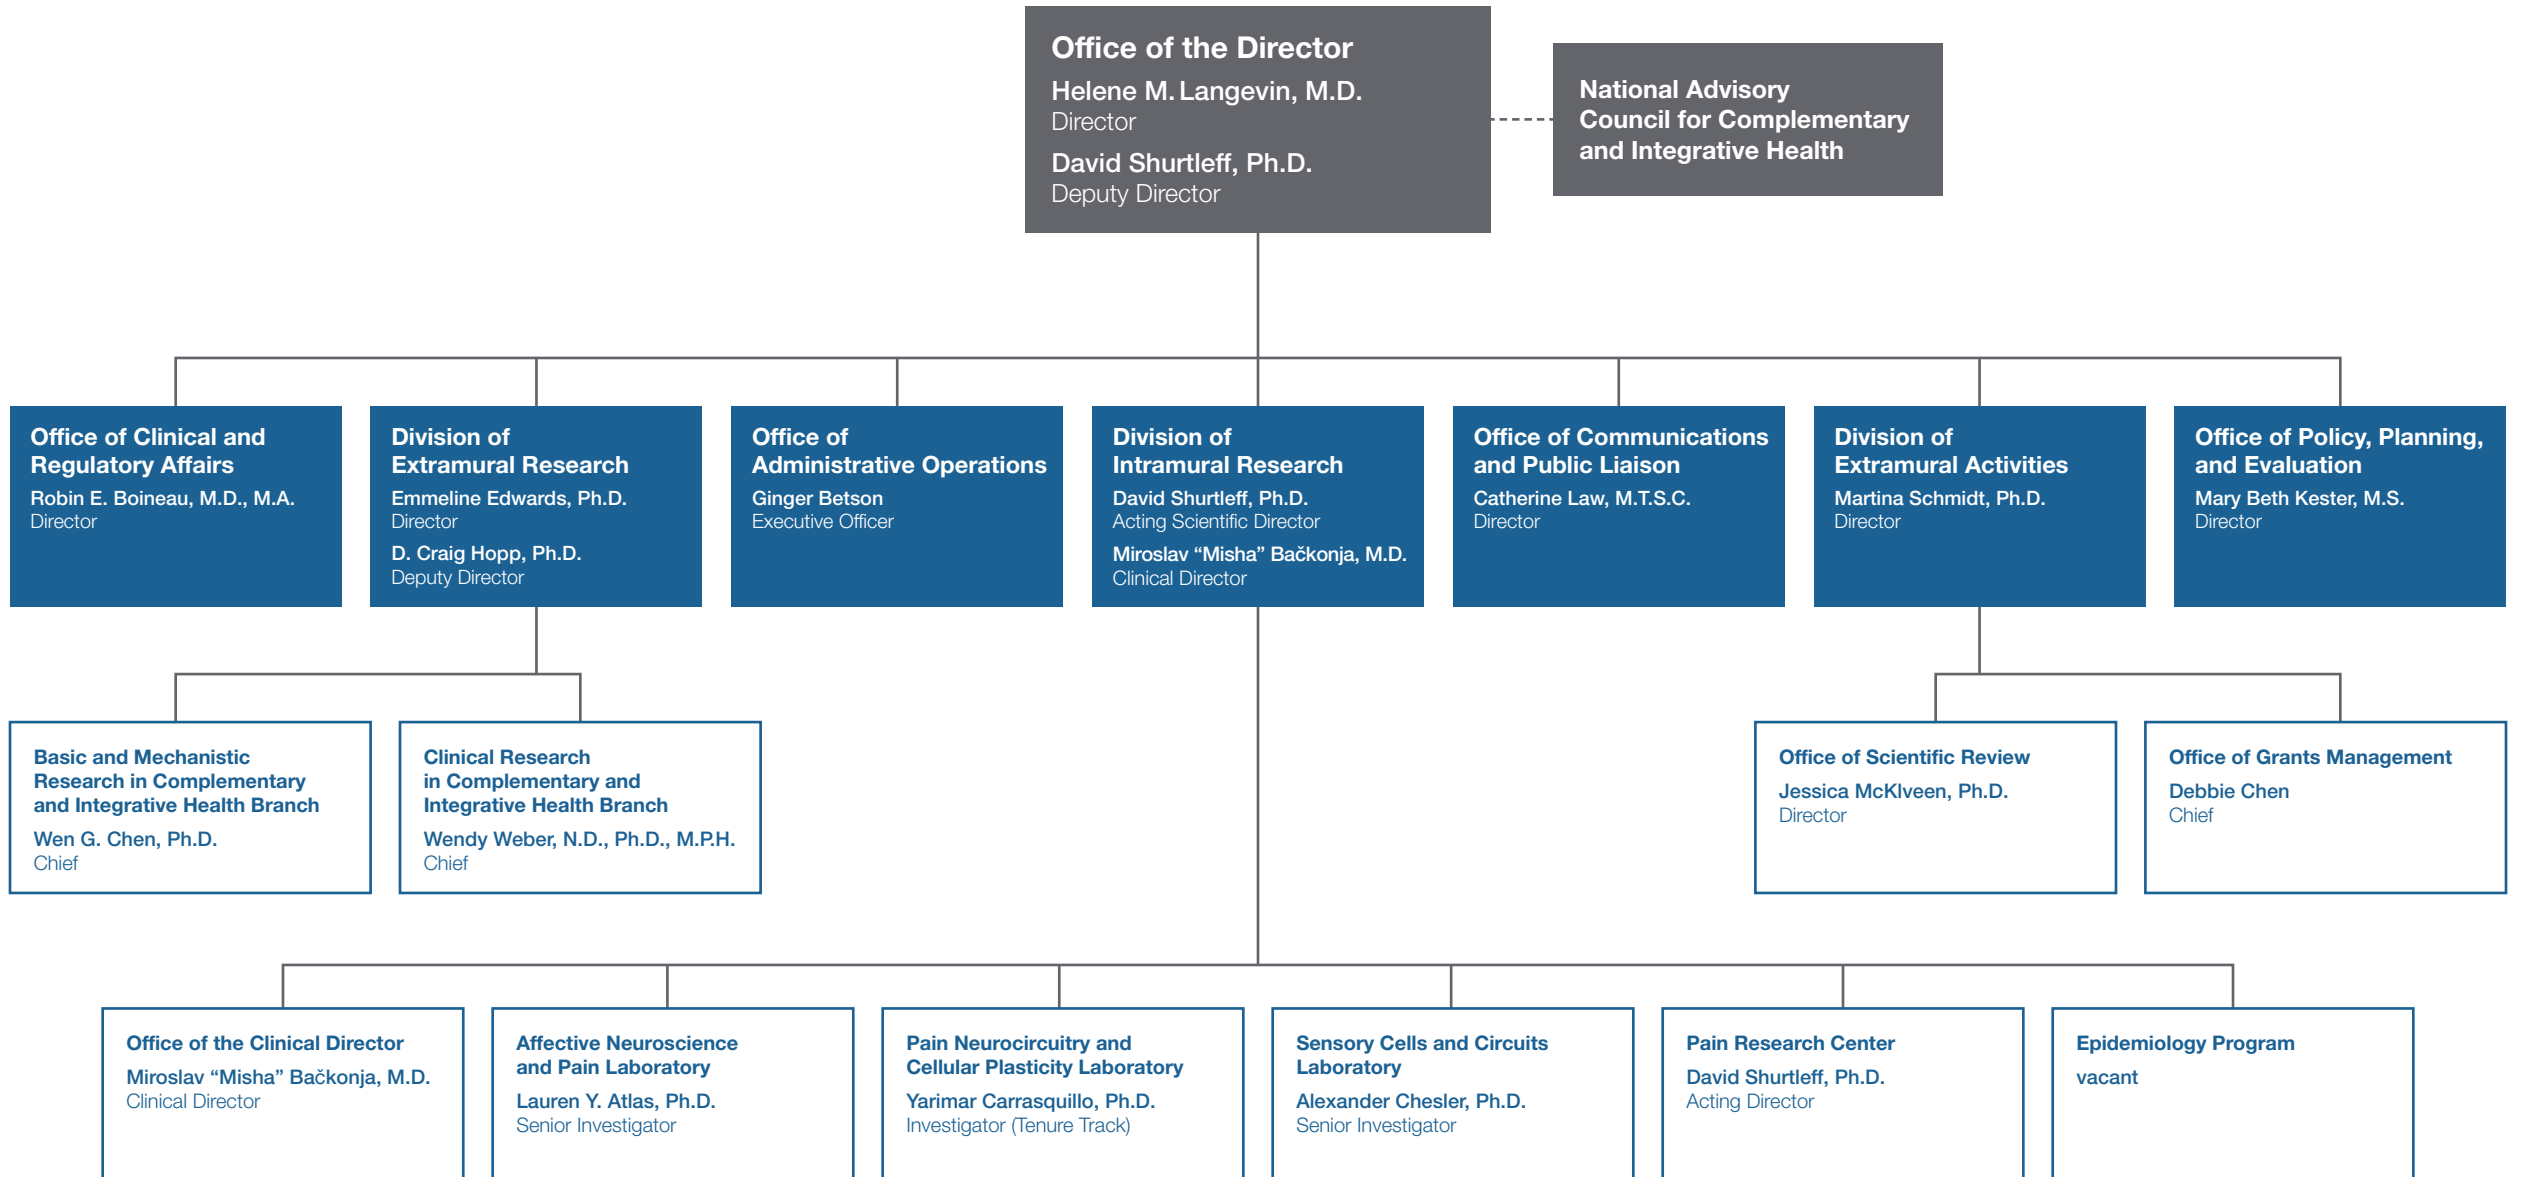 Office of the Director
Helene M. Langevin, M.D.
Director
David Shurtleff, Ph.D.
Deputy Director
National Advisory
Council for Complementary
and Integrative Health
Office of Clinical and
Regulatory Affairs
Robin E. Boineau, M.D., M.A.
Director
Division of
Extramural Research
Emmeline Edwards, Ph.D.
Director
D. Craig Hopp, Ph.D.
Deputy Director
Office of
Administrative Operations
Ginger Betson
Executive Officer
Division of
Intramural Research
David Shurtleff, Ph.D.
Acting Scientific Director
Miroslav “Misha” Bačkonja, M.D.
Clinical Director
Office of Communications
and Public Liaison
Catherine Law, M.T.S.C.
Director
Division of
Extramural Activities
Martina Schmidt, Ph.D.
Director
Office of Policy, Planning,
and Evaluation
Mary Beth Kester, M.S.
Director
Basic and Mechanistic
Research in Complementary
and Integrative Health Branch
Wen G. Chen, Ph.D.
Chief
Clinical Research
in Complementary and
Integrative Health Branch
Wendy Weber, N.D., Ph.D., M.P.H.
Chief
Office of Scientific Review
Jessica McKlveen, Ph.D.
Director
Office of Grants Management
Debbie Chen
Chief
Office of the Clinical Director
Miroslav “Misha” Bačkonja, M.D.
Clinical Director
Affective Neuroscience
and Pain Laboratory
Lauren Y. Atlas, Ph.D.
Senior Investigator
Pain Neurocircuitry and
Cellular Plasticity Laboratory
Yarimar Carrasquillo, Ph.D.
Investigator (Tenure Track)
Sensory Cells and Circuits
Laboratory
Alexander Chesler, Ph.D.
Senior Investigator
Pain Research Center
David Shurtleff, Ph.D.
Acting Director
Epidemiology Program
vacant